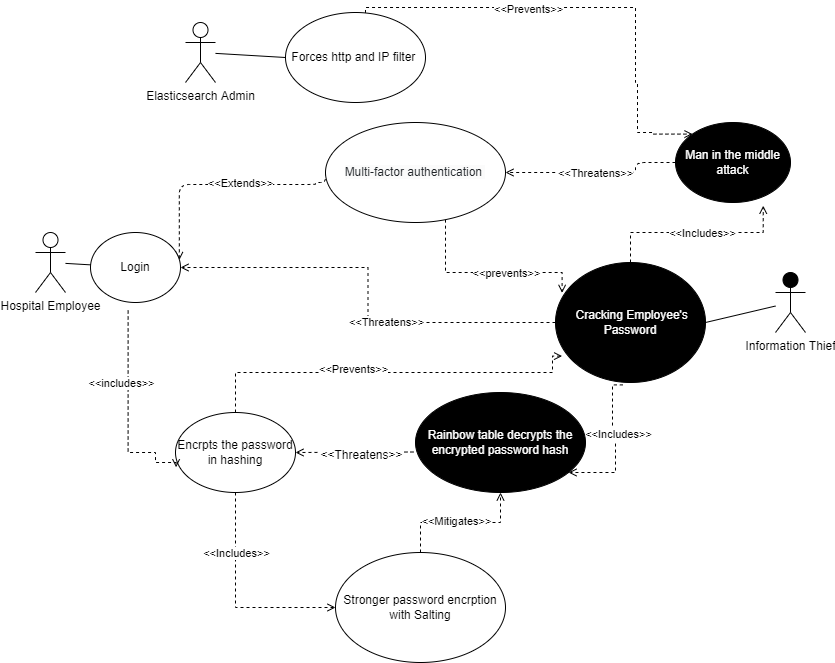 <<Prevents>>
Forces http and IP filter
Elasticsearch Admin
Man in the middle
attack
Multi-factor authentication
<<Threatens>>
<<Extends>>
<<Includes>>
Login
<<prevents>>
Hospital Employee
Cracking Employee's
Password
<<Threatens>>
Information Thief
<<Prevents>>
<<includes>>
Encrpts the password
in hashing
Rainbow table decrypts the
encrypted password hash
<<Includes>>
<<Threatens>>
<<Mitigates>>
<<Includes>>
Stronger password encrption
with Salting